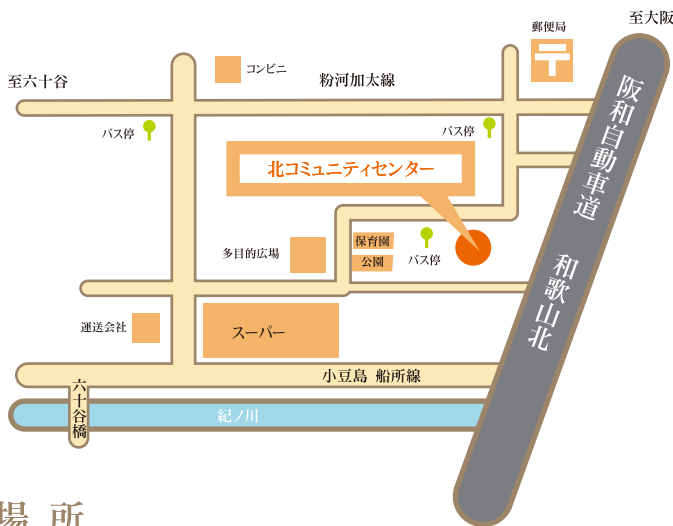 至大阪
郵便局
コンビニ
至六十谷
粉河加太線
バス停
バス停
阪和自動車道 和歌山北
北コミュニティセンター
保育園
多目的広場
公園
バス停
運送会社
スーパー
小豆島 船所線
六十谷橋
紀ノ川
場所